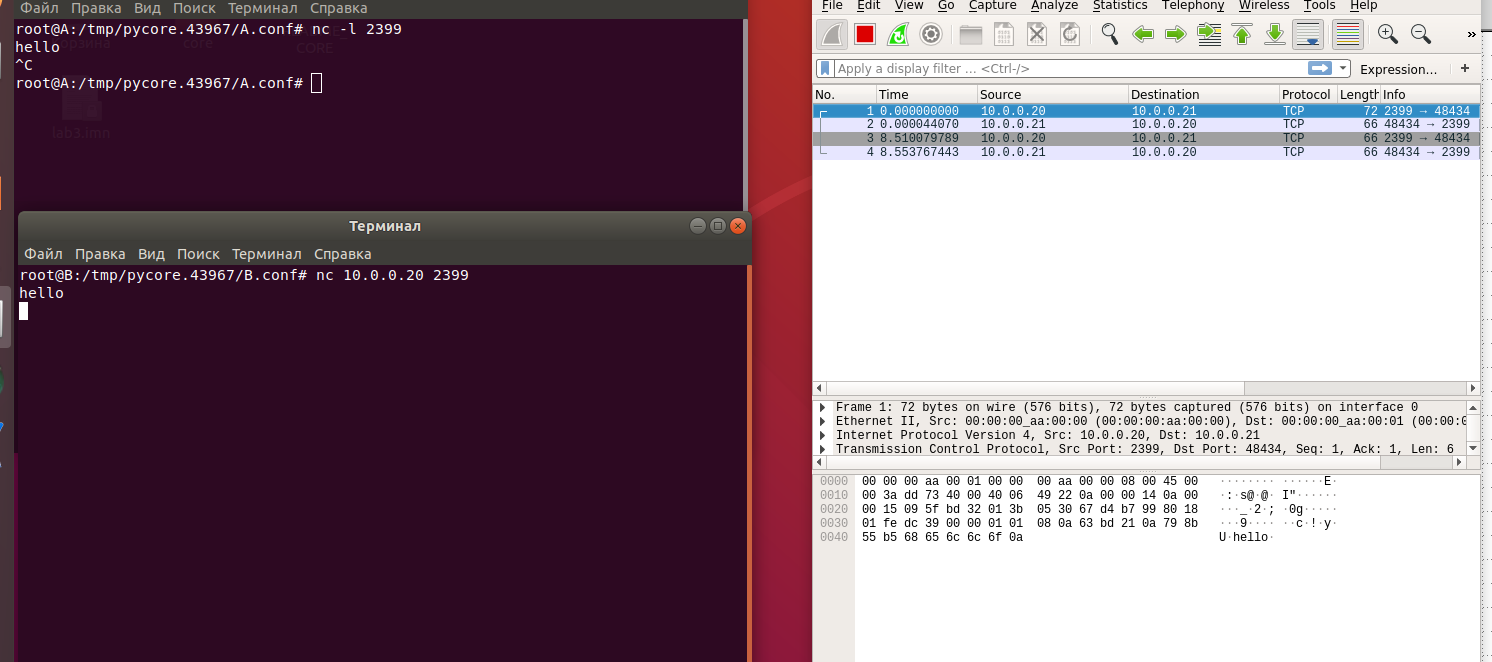 Файл Правка Вид Поиск Терминал Справка
root@A:/tmp/pycore.43967/A.conf# nc -l 2399
hello
^C
root@A:/tmp/pycore.43967/A.conf#
lab3.imn
Терминал
Файл Правка Вид Поиск Терминал Справка
root@B:/tmp/pycore.43967/B.conf# nc 10.0.0.20 2399
hello
File Edit View Go Capture Analyze Statistics Telephony Wireless Tools Help
Apply a display filter ... <Ctrl-/> Expression... +
No. Time Source Destination Protocol Lengtŀ Info
1 0.000000000 10.0.0.20 10.0.0.21 TCP 72 2399 → 48434
2 0.000044070 10.0.0.21 10.0.0.20 TCP 66 48434 → 2399
3 8.510079789 10.0.0.20 10.0.0.21 TCP 66 2399 → 48434
4 8.553767443 10.0.0.21 10.0.0.20 TCP 66 48434 → 2399
Frame 1: 72 bytes on wire (576 bits), 72 bytes captured (576 bits) on interface 0
Ethernet II, Src: 00:00:00_aa:00:00 (00:00:00:aa:00:00), Dst: 00:00:00_aa:00:01 (00:00:0
Internet Protocol Version 4, Src: 10.0.0.20, Dst: 10.0.0.21
Transmission Control Protocol, Src Port: 2399, Dst Port: 48434, Seq: 1, Ack: 1, Len: 6
0000 00 00 00 aa 00 01 00 00 00 aa 00 00 08 00 45 00 ········ ······E·
0010 00 3a dd 73 40 00 40 06 49 22 0a 00 00 14 0a 00 ·:·s@·@· I"······
0020 00 15 09 5f bd 32 01 3b 05 30 67 d4 b7 99 80 18 ···_·2·; ·0g·····
0030 01 fe dc 39 00 00 01 01 08 0a 63 bd 21 0a 79 8b ···9···· ··c·!·y·
0040 55 b5 68 65 6c 6c 6f 0a U·hello·